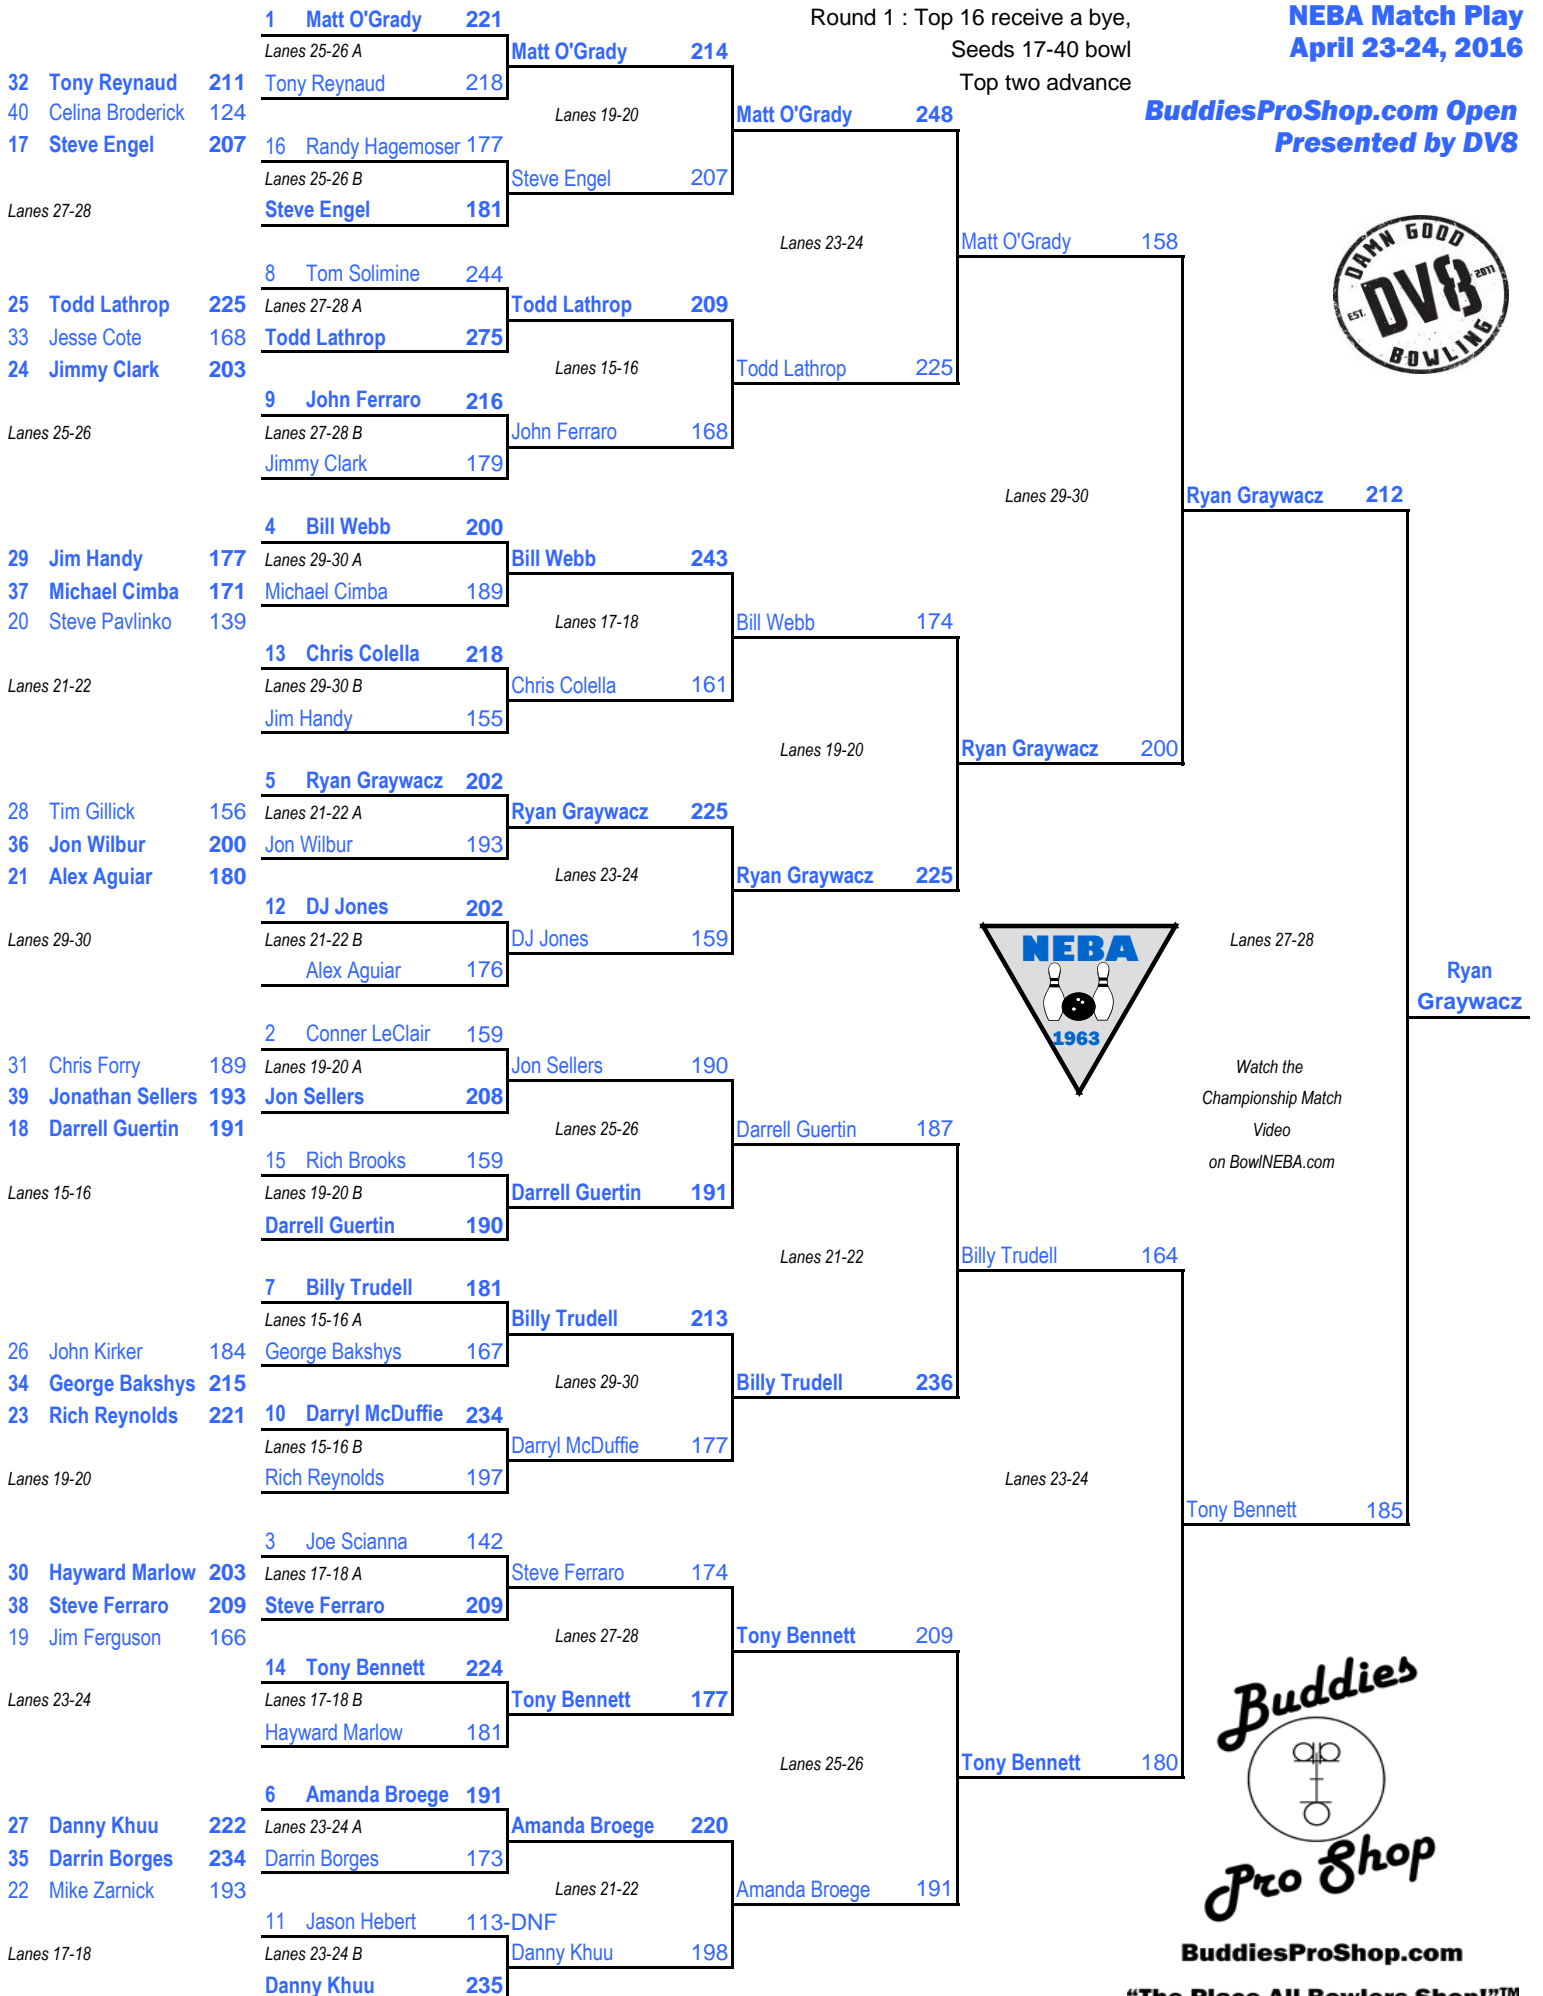 1 Matt O'Grady 221
Round 1 : Top 16 receive a bye,
NEBA Match Play
Lanes 25-26 A
Matt O'Grady 214
Seeds 17-40 bowl
April 23-24, 2016
32 Tony Reynaud 211
Tony Reynaud 218
Top two advance
40 Celina Broderick 124
Lanes 19-20
Matt O'Grady 248
BuddiesProShop.com Open
17 Steve Engel 207
16 Randy Hagemoser 177
Presented by DV8
Lanes 25-26 B
Steve Engel 207
Lanes 27-28
Steve Engel 181
Lanes 23-24
Matt O'Grady 158
DAMN GOOD
DV8
EST. 2011
BOWLING
8 Tom Solimine 244
25 Todd Lathrop 225
Lanes 27-28 A
Todd Lathrop 209
33 Jesse Cote 168
Todd Lathrop 275
24 Jimmy Clark 203
Lanes 15-16
Todd Lathrop 225
9 John Ferraro 216
Lanes 25-26
Lanes 27-28 B
John Ferraro 168
Jimmy Clark 179
Lanes 29-30
Ryan Graywacz 212
4 Bill Webb 200
29 Jim Handy 177
Lanes 29-30 A
Bill Webb 243
37 Michael Cimba 171
Michael Cimba 189
20 Steve Pavlinko 139
Lanes 17-18
Bill Webb 174
13 Chris Colella 218
Lanes 21-22
Lanes 29-30 B
Chris Colella 161
Jim Handy 155
Lanes 19-20
Ryan Graywacz 200
5 Ryan Graywacz 202
28 Tim Gillick 156
Lanes 21-22 A
Ryan Graywacz 225
36 Jon Wilbur 200
Jon Wilbur 193
21 Alex Aguiar 180
Lanes 23-24
Ryan Graywacz 225
12 DJ Jones 202
Lanes 29-30
Lanes 21-22 B
DJ Jones 159
NEBA
1963
Lanes 27-28
Alex Aguiar 176
Ryan
Graywacz
2 Conner LeClair 159
31 Chris Forry 189
Lanes 19-20 A
Jon Sellers 190
Watch the
39 Jonathan Sellers 193
Jon Sellers 208
Championship Match
18 Darrell Guertin 191
Lanes 25-26
Darrell Guertin 187
Video
15 Rich Brooks 159
on BowlNEBA.com
Lanes 15-16
Lanes 19-20 B
Darrell Guertin 191
Darrell Guertin 190
Lanes 21-22
Billy Trudell 164
7 Billy Trudell 181
Lanes 15-16 A
Billy Trudell 213
26 John Kirker 184
George Bakshys 167
34 George Bakshys 215
Lanes 29-30
Billy Trudell 236
23 Rich Reynolds 221
10 Darryl McDuffie 234
Lanes 15-16 B
Darryl McDuffie 177
Lanes 19-20
Rich Reynolds 197
Lanes 23-24
Tony Bennett 185
3 Joe Scianna 142
30 Hayward Marlow 203
Lanes 17-18 A
Steve Ferraro 174
38 Steve Ferraro 209
Steve Ferraro 209
19 Jim Ferguson 166
Lanes 27-28
Tony Bennett 209
14 Tony Bennett 224
Lanes 23-24
Lanes 17-18 B
Tony Bennett 177
Hayward Marlow 181
Lanes 25-26
Tony Bennett 180
6 Amanda Broege 191
27 Danny Khuu 222
Lanes 23-24 A
Amanda Broege 220
35 Darrin Borges 234
Darrin Borges 173
22 Mike Zarnick 193
Lanes 21-22
Amanda Broege 191
11 Jason Hebert 113-DNF
Lanes 17-18
Lanes 23-24 B
Danny Khuu 198
Danny Khuu 235
Buddies
Pro Shop
BuddiesProShop.com
“The Place All Bowlers Shop!”™